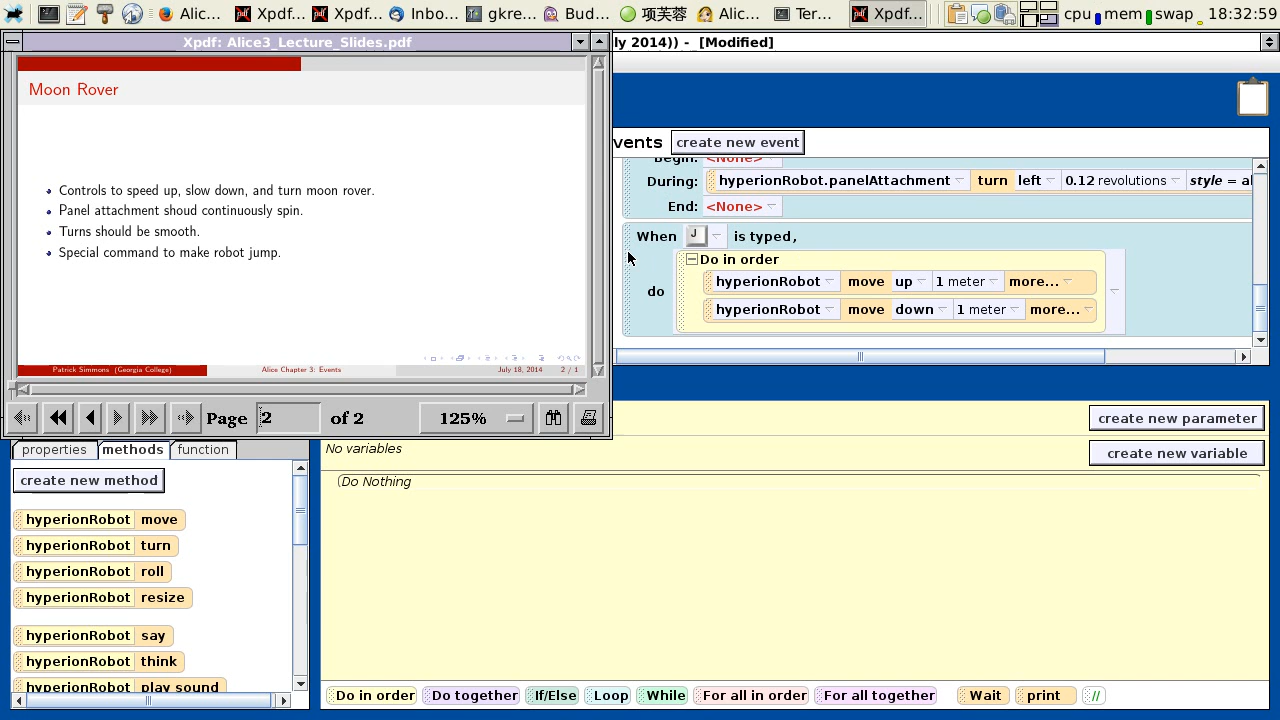 Alic... Xpdf... Xpdf... Inbo... gkre... Bud... 项芙蓉 Alic... Ter... Xpdf... cpu mem swap 18:32:59
Xpdf: Alice3_Lecture_Slides.pdf
Moon Rover
Controls to speed up, slow down, and turn moon rover.
Panel attachment shoud continuously spin.
Turns should be smooth.
Special command to make robot jump.
Patrick Simmons (Georgia College) Alice Chapter 3: Events July 18, 2014 2 / 1
Page 2 of 2 125%
ly 2014)) - [Modified]
vents create new event
Begin: <None>
During: hyperionRobot.panelAttachment turn left 0.12 revolutions style = al
End: <None>
When J is typed,
Do in order
do
hyperionRobot move up 1 meter more...
hyperionRobot move down 1 meter more...
create new parameter
No variables create new variable
(Do Nothing
properties methods function
create new method
hyperionRobot move
hyperionRobot turn
hyperionRobot roll
hyperionRobot resize
hyperionRobot say
hyperionRobot think
hyperionRobot play sound
Do in order Do together If/Else Loop While For all in order For all together Wait print //